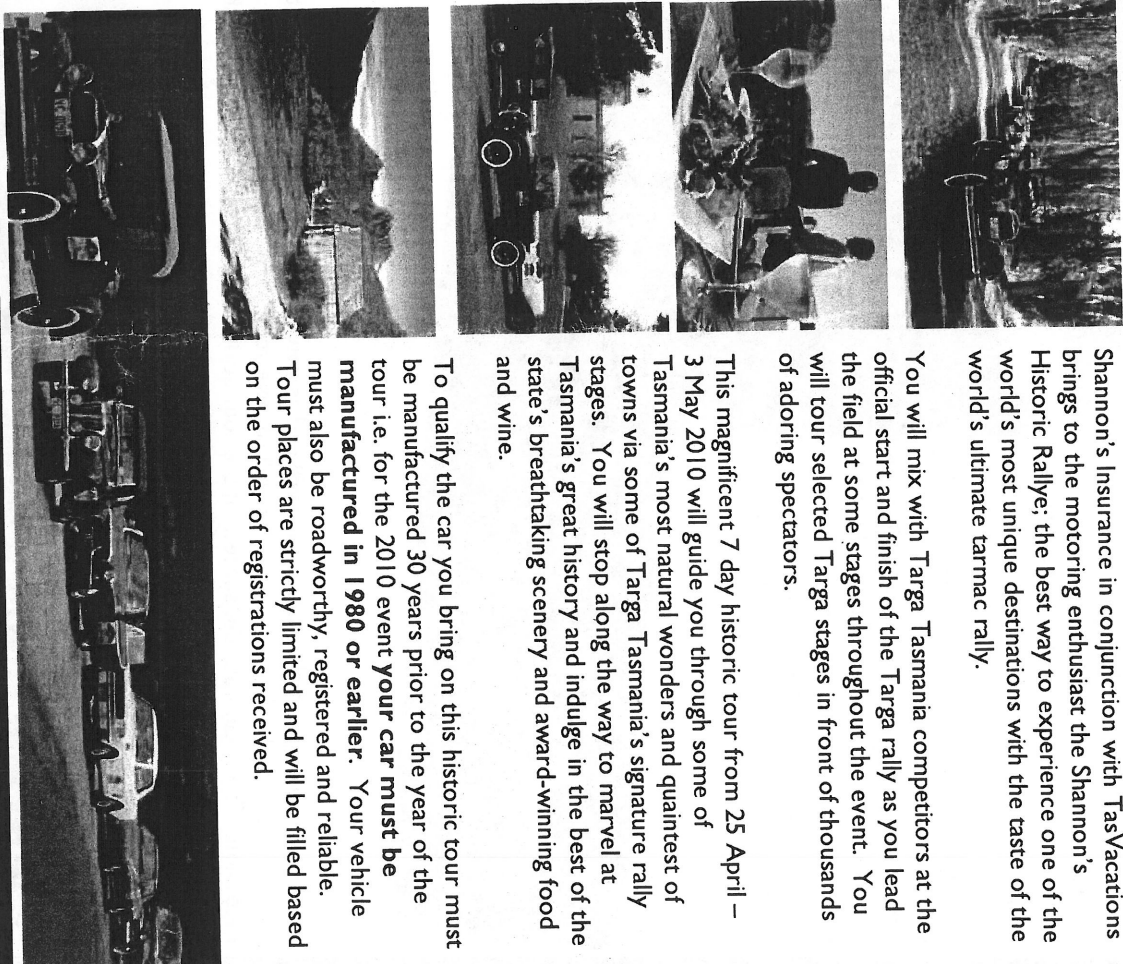 Shannon's Insurance in conjunction with TasVacations
brings to the motoring enthusiast the Shannon's
Historic Rallye; the best way to experience one of the
world's most unique destinations with the taste of the
world's ultimate tarmac rally.
You will mix with Targa Tasmania competitors at the
official start and finish of the Targa rally as you lead
the field at some stages throughout the event. You
will tour selected Targa stages in front of thousands
of adoring spectators.
This magnificent 7 day historic tour from 25 April –
3 May 2010 will guide you through some of
Tasmania's most natural wonders and quaintest of
towns via some of Targa Tasmania's signature rally
stages. You will stop along the way to marvel at
Tasmania's great history and indulge in the best of the
state's breathtaking scenery and award-winning food
and wine.
To qualify the car you bring on this historic tour must
be manufactured 30 years prior to the year of the
tour i.e. for the 2010 event your car must be
manufactured in 1980 or earlier. Your vehicle
must also be roadworthy, registered and reliable.
Tour places are strictly limited and will be filled based
on the order of registrations received.